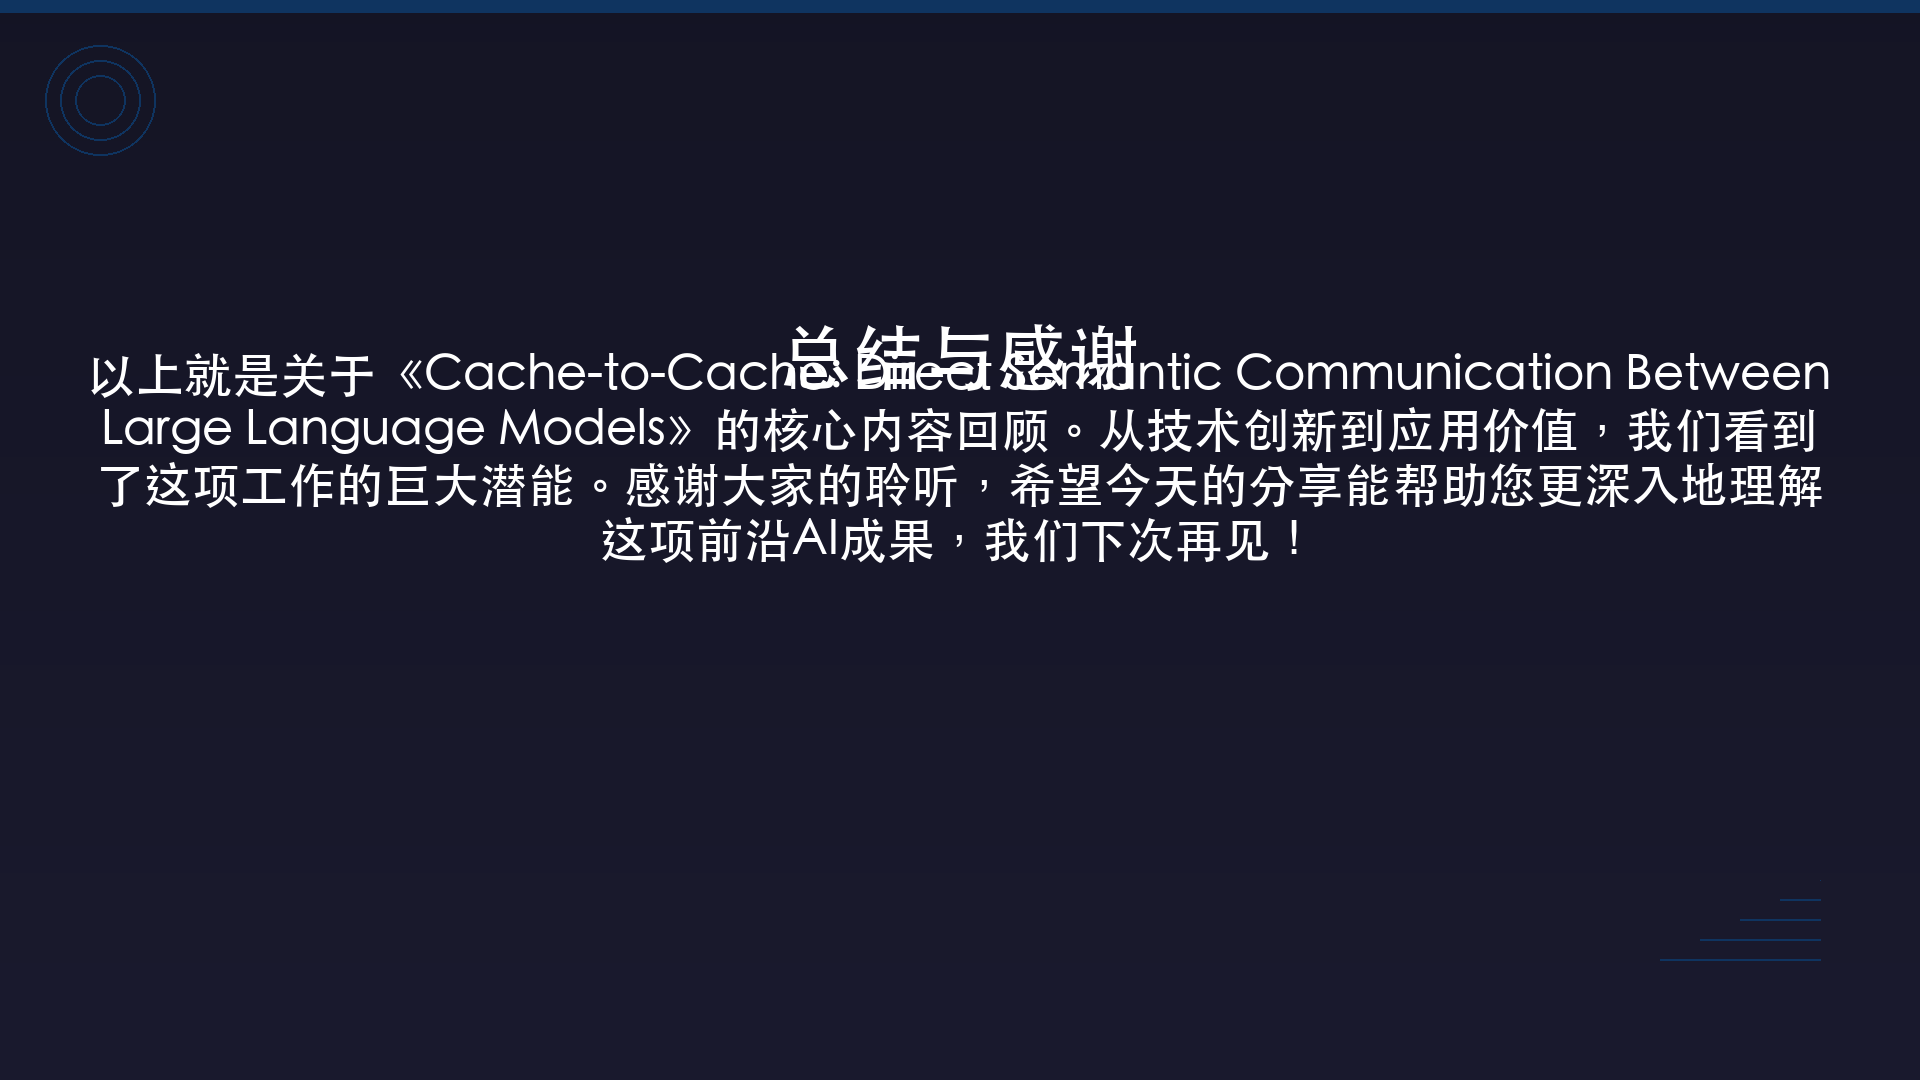 总结与感谢
以上就是关于《Cache-to-Cache: Direct Semantic Communication Between
Large Language Models》的核心内容回顾。从技术创新到应用价值，我们看到
了这项工作的巨大潜能。感谢大家的聆听，希望今天的分享能帮助您更深入地理解
这项前沿AI成果，我们下次再见！